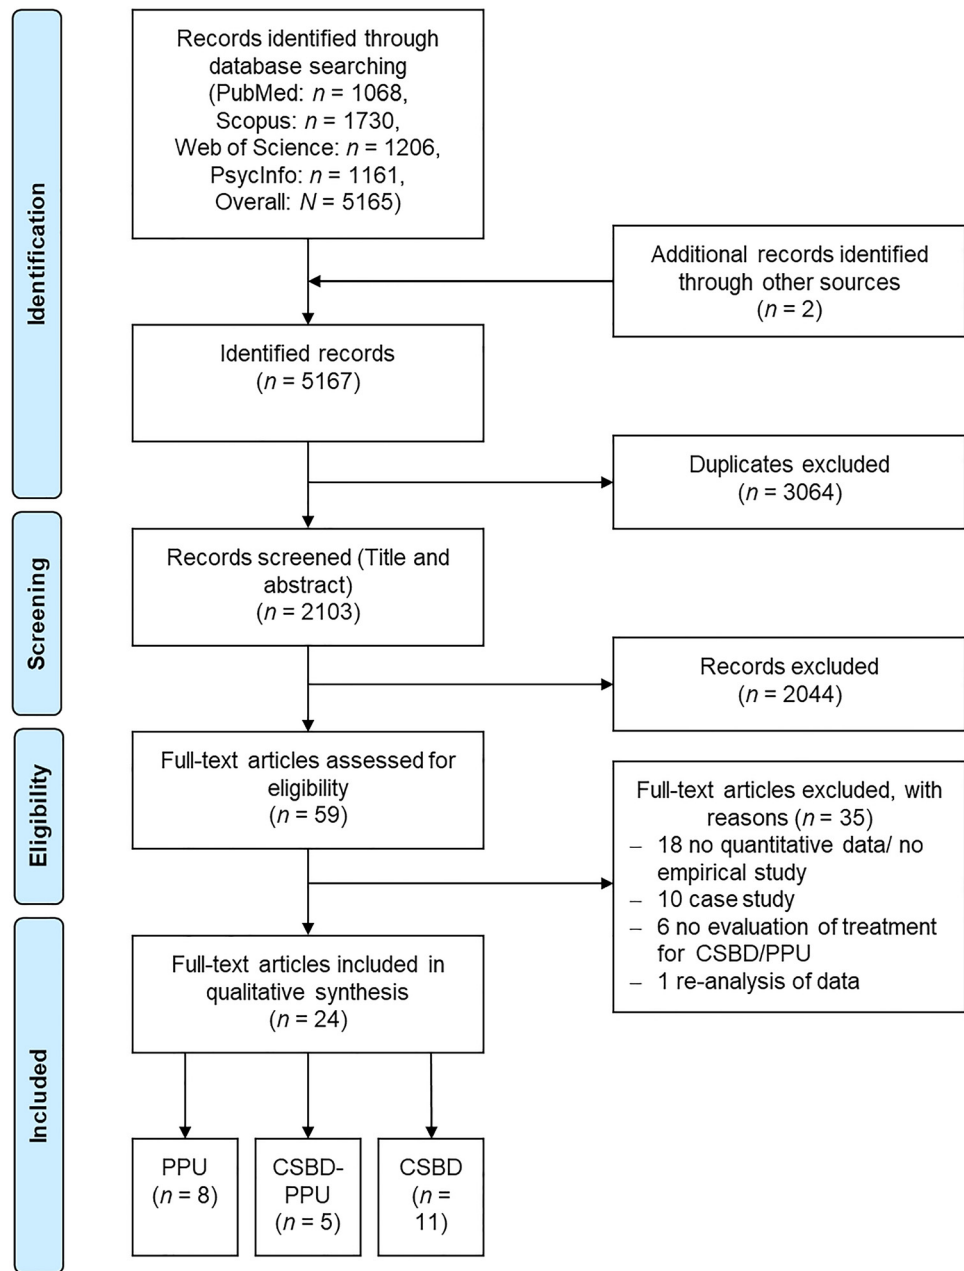 Identification
Records identified through
database searching
(PubMed: n = 1068,
Scopus: n = 1730,
Web of Science: n = 1206,
PsycInfo: n = 1161,
Overall: N = 5165)
Additional records identified
through other sources
(n = 2)
Identified records
(n = 5167)
Duplicates excluded
(n = 3064)
Screening
Records screened (Title and
abstract)
(n = 2103)
Records excluded
(n = 2044)
Eligibility
Full-text articles assessed for
eligibility
(n = 59)
Full-text articles excluded, with
reasons (n = 35)
– 18 no quantitative data/ no
empirical study
– 10 case study
– 6 no evaluation of treatment
for CSBD/PPU
– 1 re-analysis of data
Included
Full-text articles included in
qualitative synthesis
(n = 24)
PPU
(n = 8)
CSBD-
PPU
(n = 5)
CSBD
(n =
11)